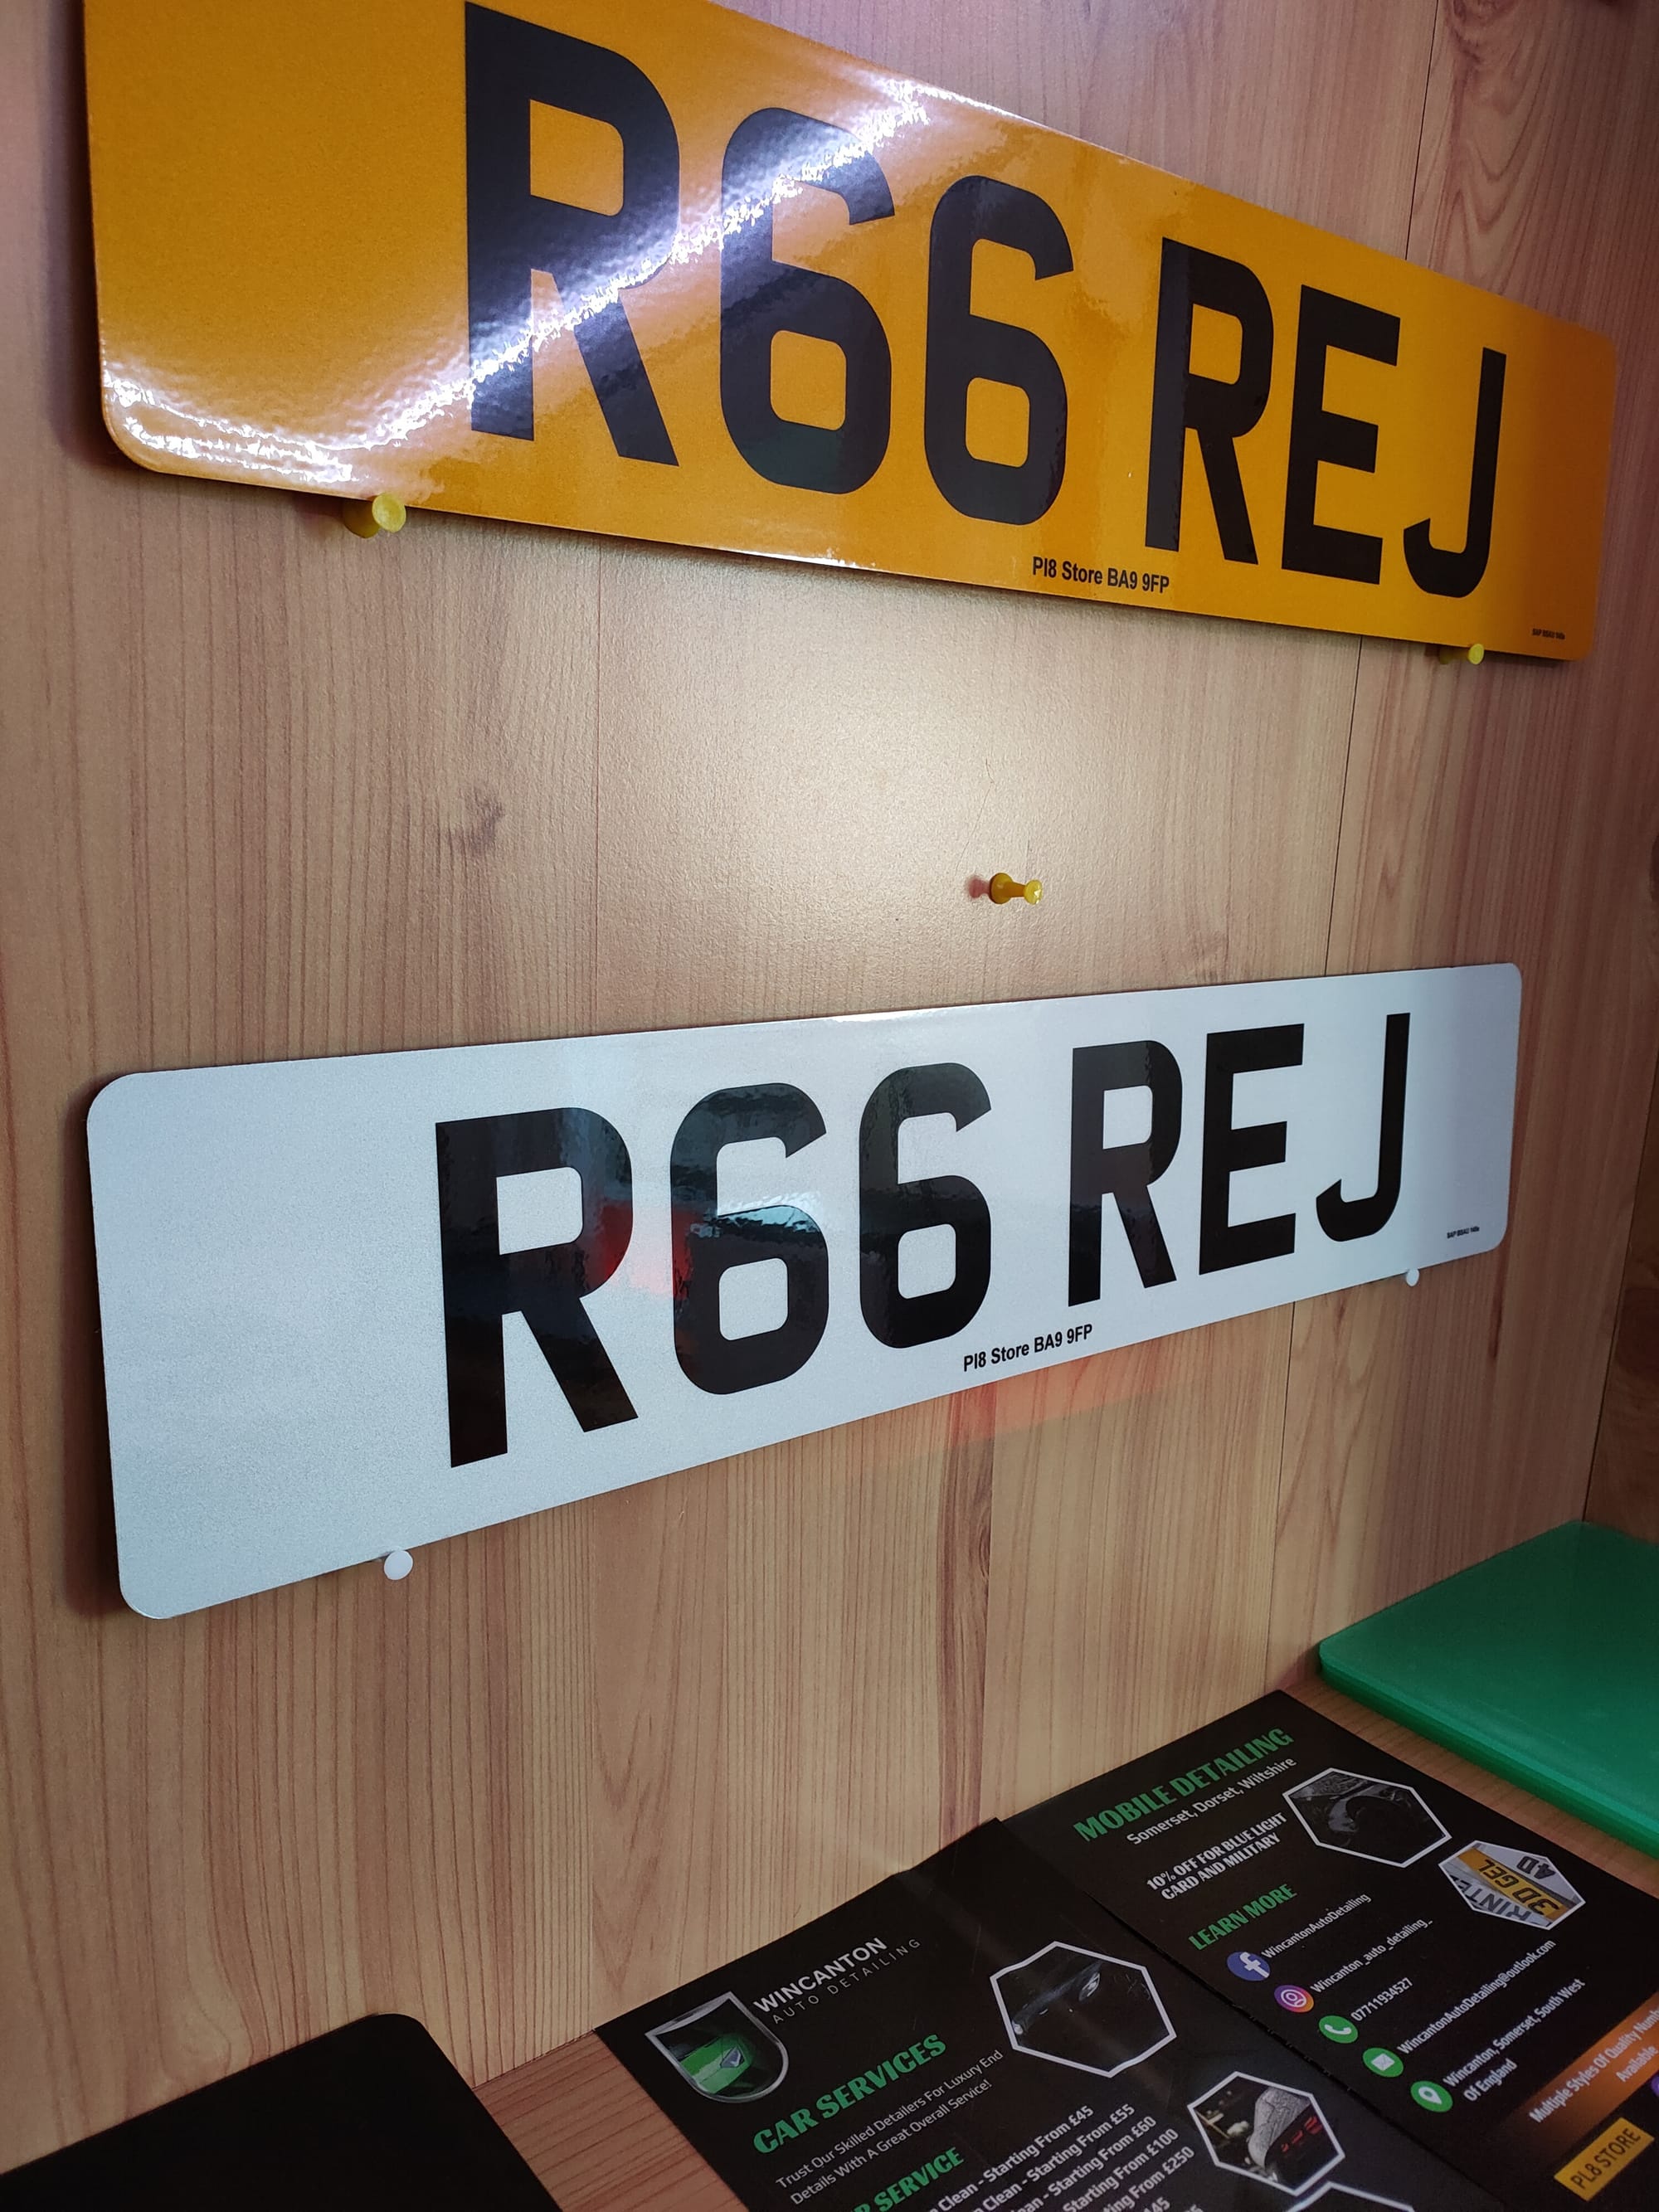 R66 REJ
Pl8 Store BA9 9FP
R66 REJ
Pl8 Store BA9 9FP
MOBILE DETAILING
Somerset, Dorset, Wiltshire
10% OFF FOR BLUE LIGHT
CARD AND MILITARY
LEARN MORE
WincantonAutoDetailing
Wincanton_auto_detailing_
07711934527
WincantonAutoDetailing@outlook.com
Wincanton, Somerset, South West
Of England
Multiple Styles Of Quality
Available
PL8 STORE
3D GEL
4D
WINCANTON
AUTO DETAILING
CAR SERVICES
Trust Our Skilled Detailers For Luxury End
Details With A Great Overall Service!
SERVICE
Clean - Starting From £45
Clean - Starting From £55
- Starting From £60
Starting From £100
From £250